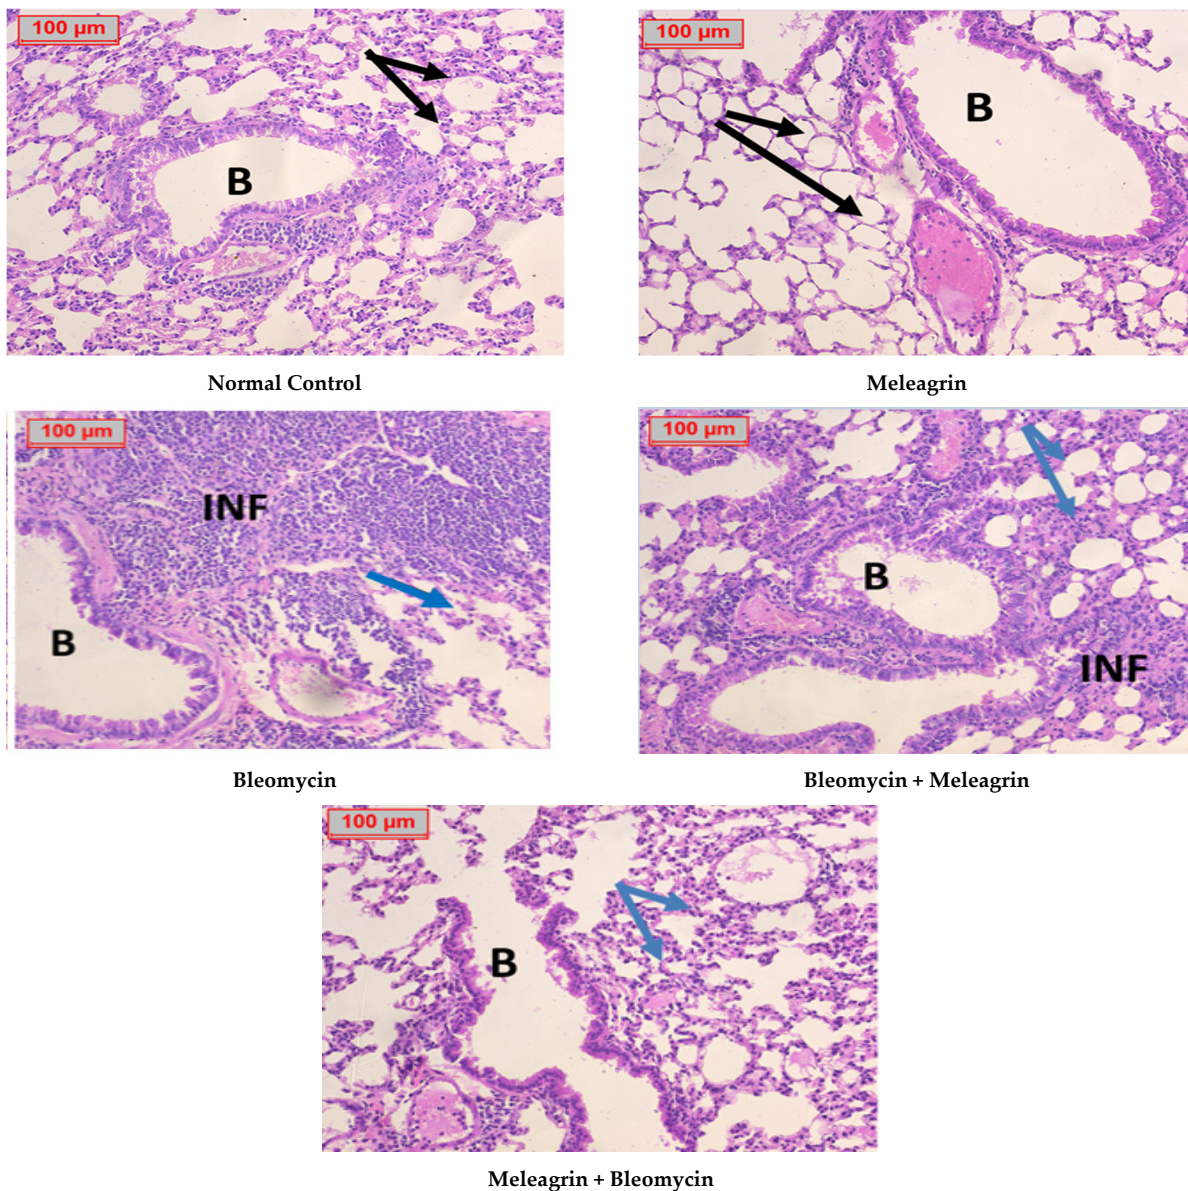 100 µm
B
Normal Control
100 µm
B
Meleagrin
100 µm
INF
B
Bleomycin
100 µm
B
INF
Bleomycin + Meleagrin
100 µm
B
Meleagrin + Bleomycin